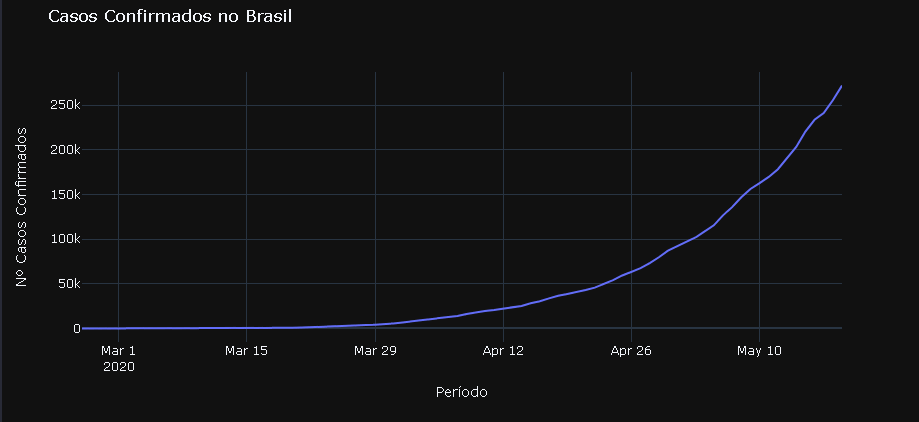 Casos Confirmados no Brasil
Nº Casos Confirmados
250k
200k
150k
100k
50k
0
Mar 1 Mar 15 Mar 29 Apr 12 Apr 26 May 10
2020
Período